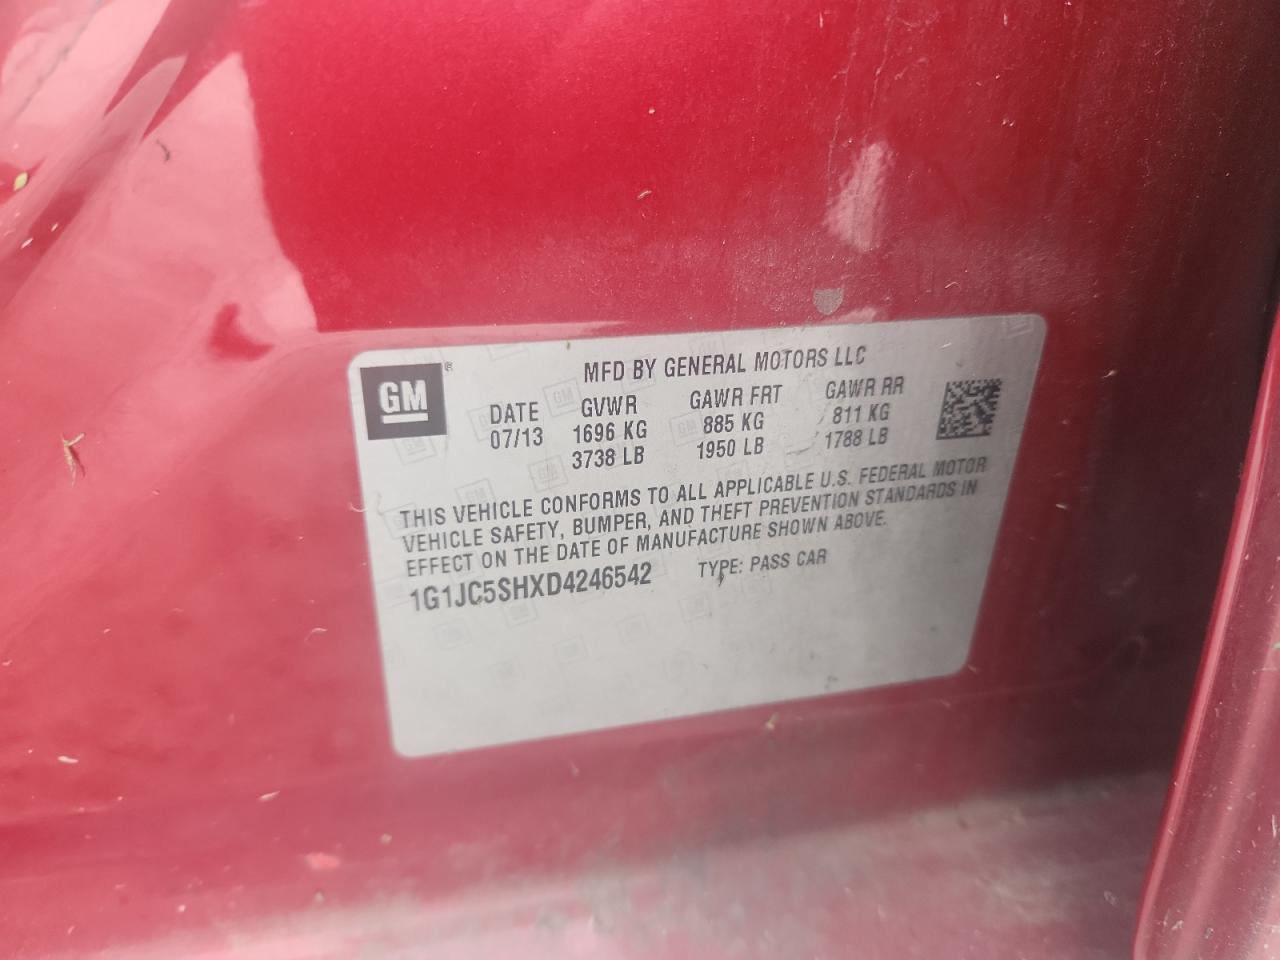 GM
®
MFD BY GENERAL MOTORS LLC
DATE GVWR GAWR FRT GAWR RR
07/13 1696 KG 885 KG 811 KG
3738 LB 1950 LB 1788 LB
THIS VEHICLE CONFORMS TO ALL APPLICABLE U.S. FEDERAL MOTOR
VEHICLE SAFETY, BUMPER, AND THEFT PREVENTION STANDARDS IN
EFFECT ON THE DATE OF MANUFACTURE SHOWN ABOVE.
1G1JC5SHXD4246542 TYPE: PASS CAR